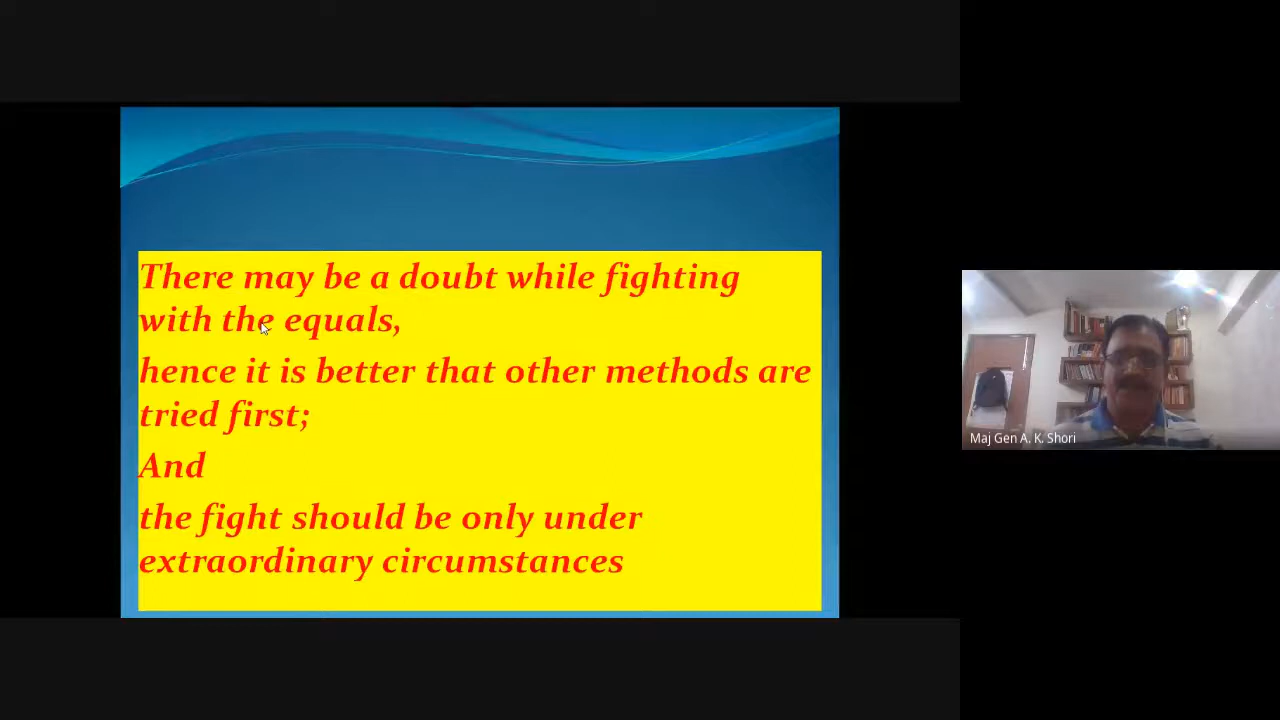 There may be a doubt while fighting
with the equals,
hence it is better that other methods are
tried first;
And
the fight should be only under
extraordinary circumstances
Maj Gen A. K. Shori